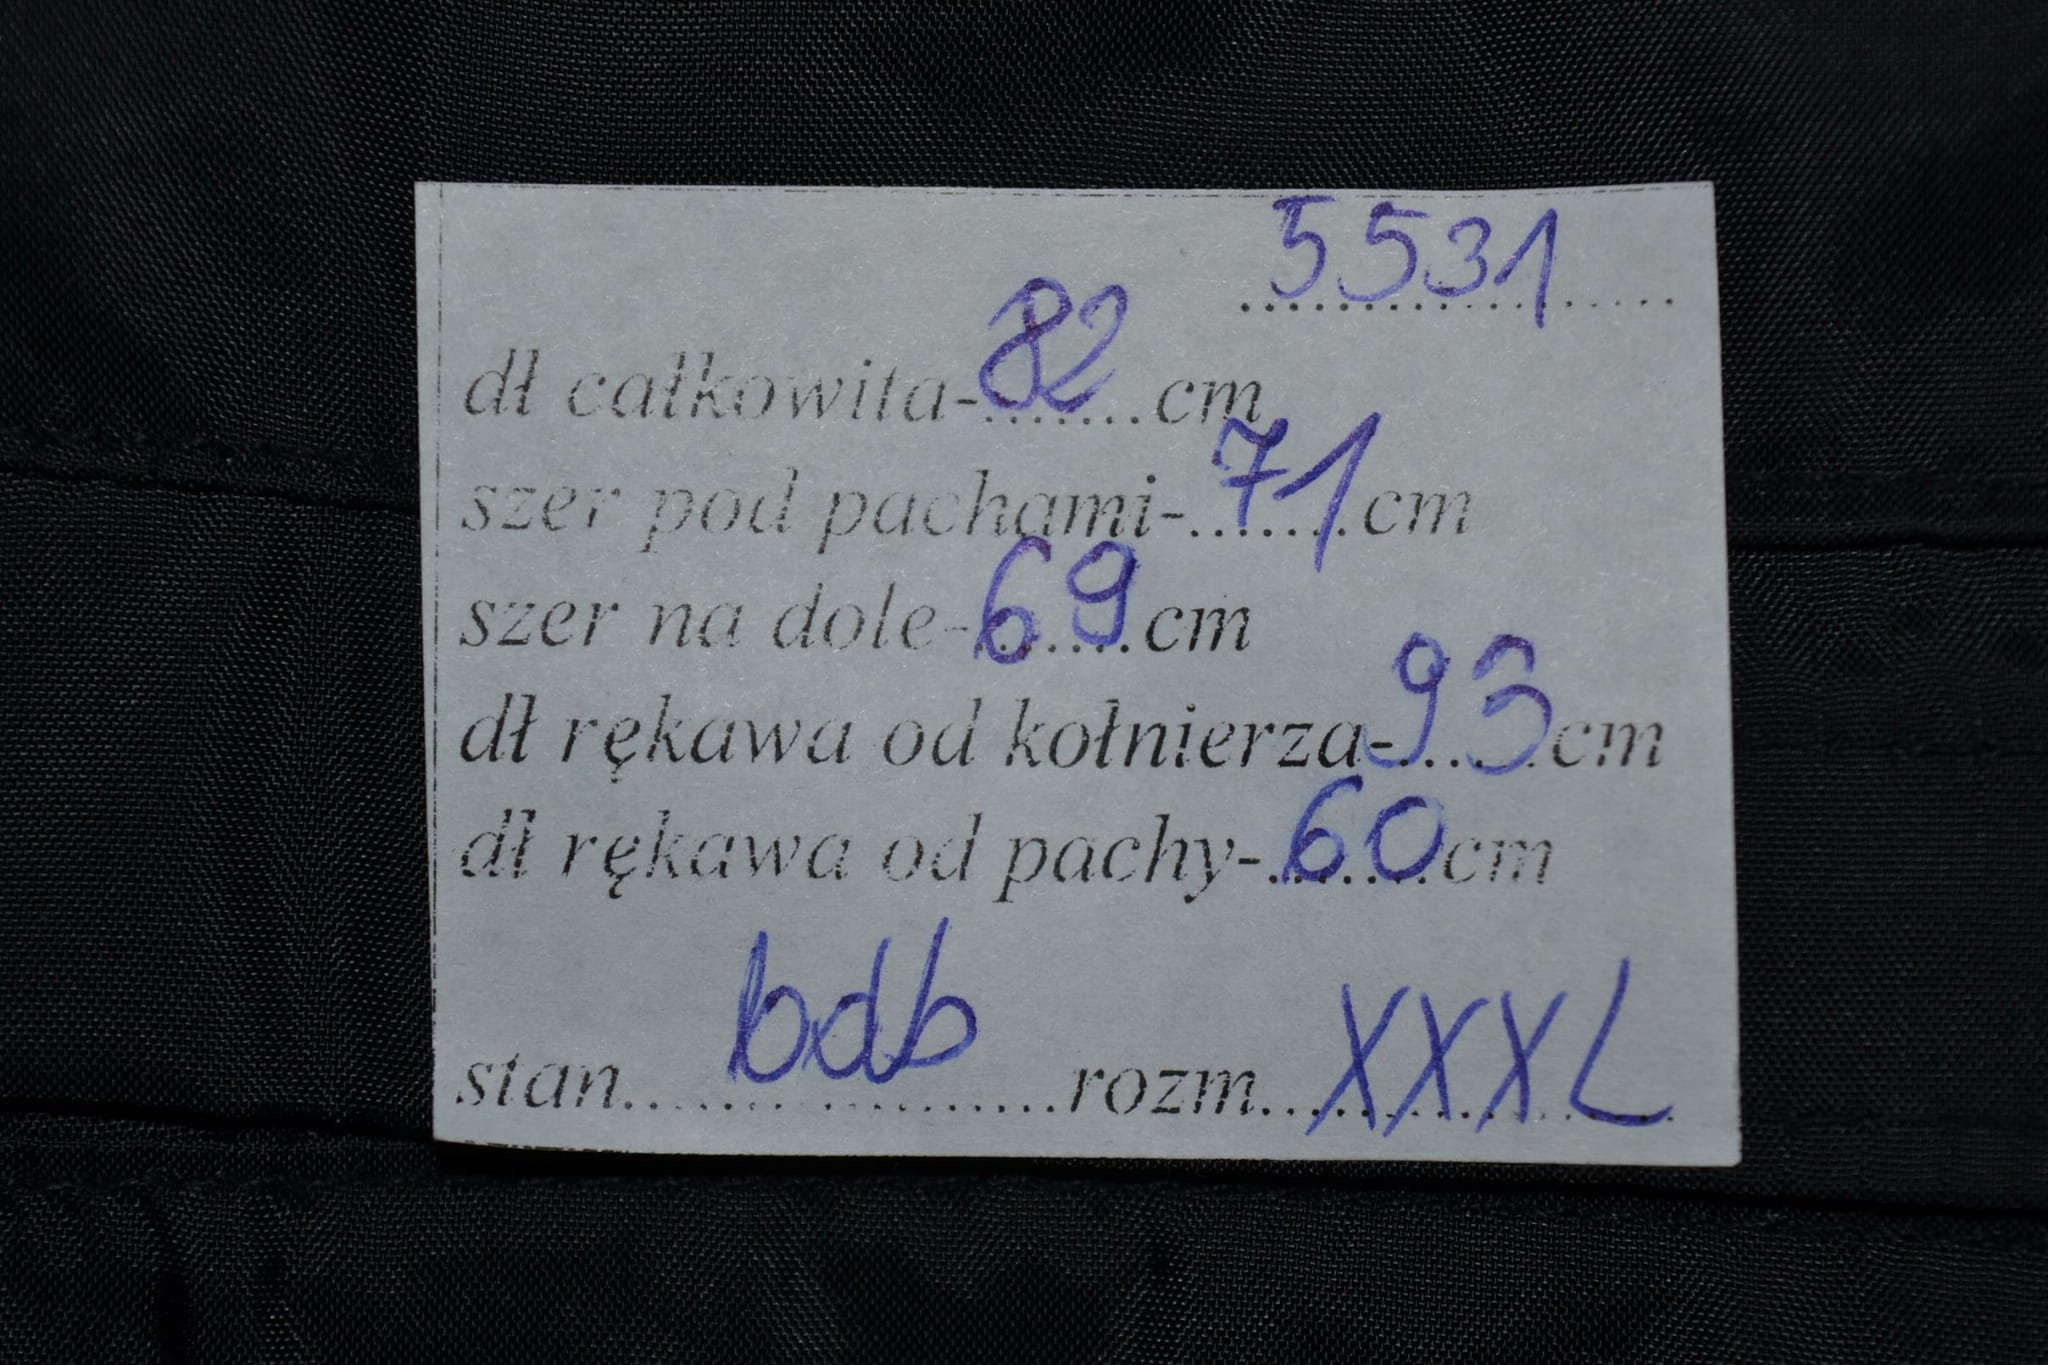 5531
dł całkowita-82cm
szer pod pachami-71cm
szer na dole-69cm
dł rękawa od kołnierza-93cm
dł rękawa od pachy-60cm
stan bdb rozm XXXL